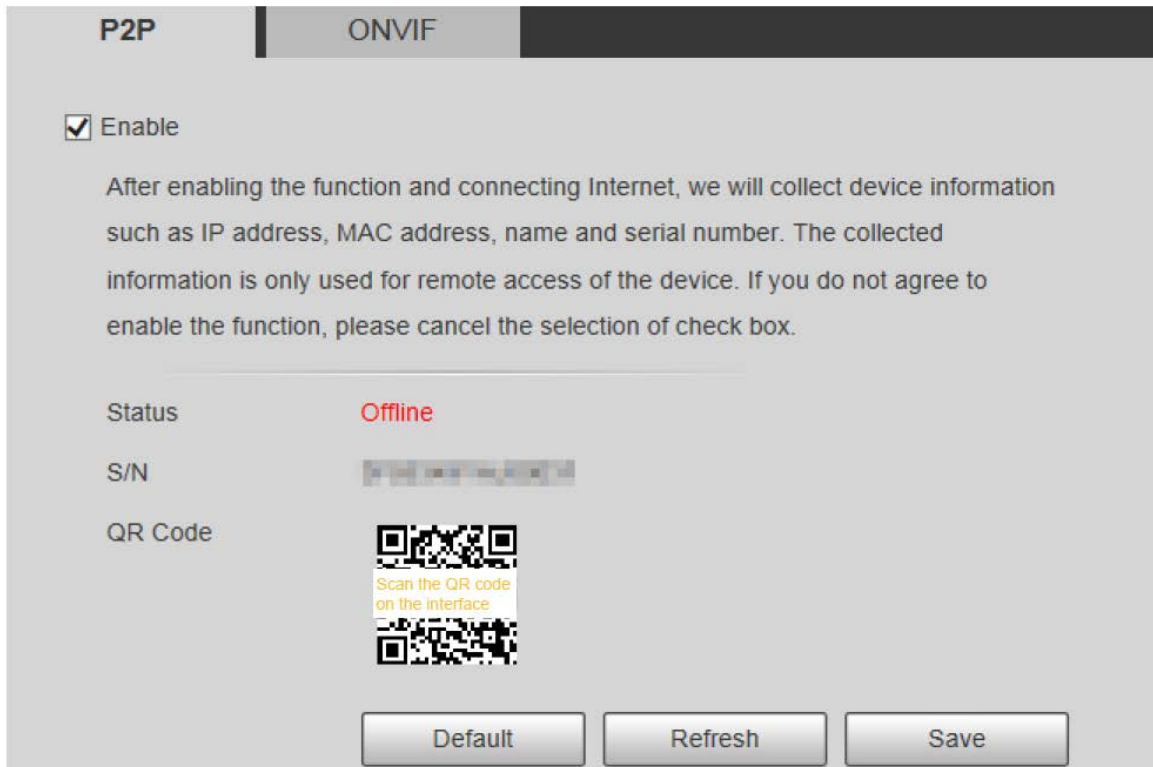 P2P ONVIF
Enable
After enabling the function and connecting Internet, we will collect device information
such as IP address, MAC address, name and serial number. The collected
information is only used for remote access of the device. If you do not agree to
enable the function, please cancel the selection of check box.
Status Offline
S/N
QR Code
Scan the QR code
on the interface
Default Refresh Save